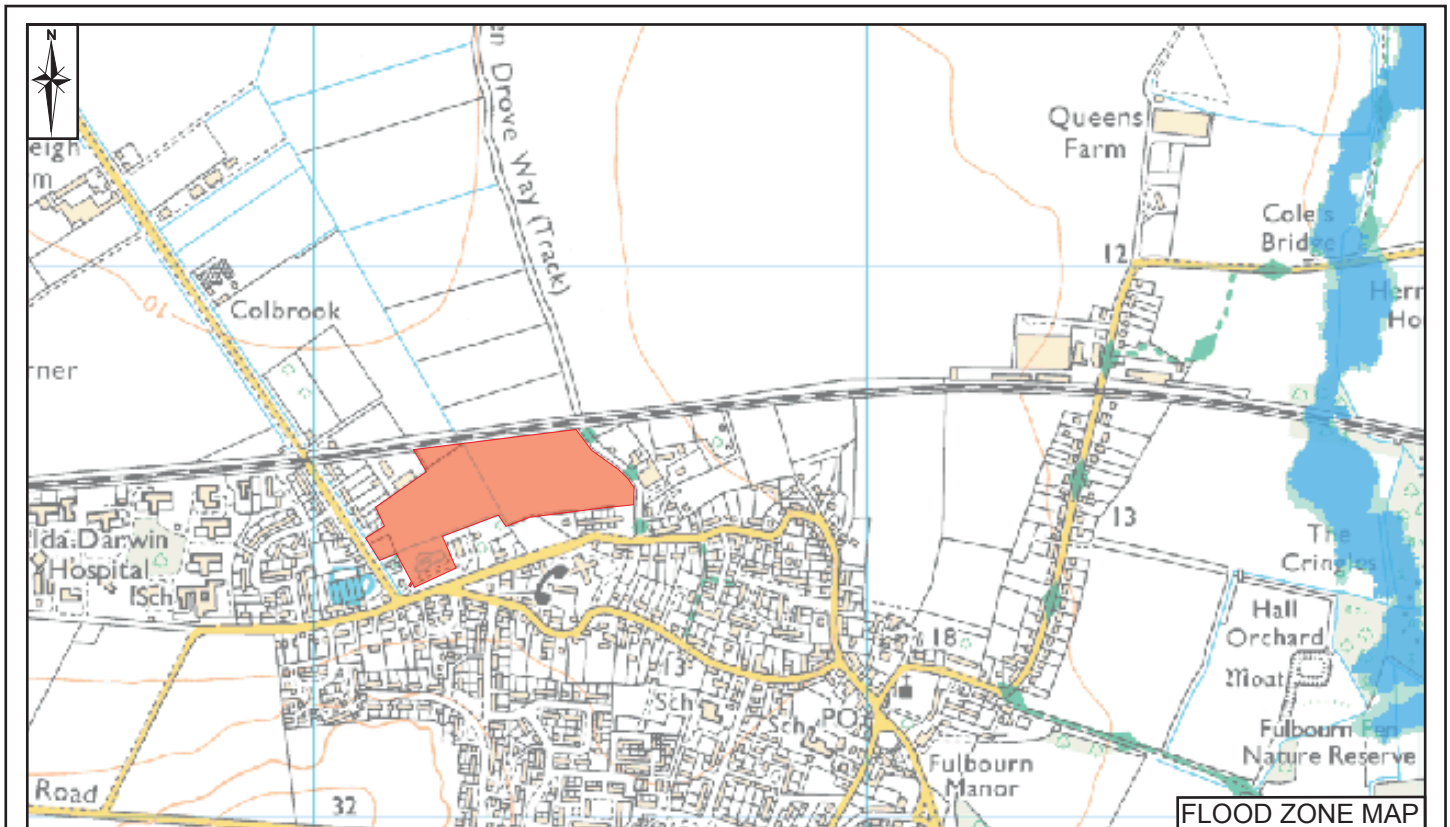 N
n Drove Way (Track)
eigh
m
Queens
Farm
Cole's
Bridge
12
Herr
Ho
10
Colbrook
rner
Ida Darwin
Hospital
Sch
13
The
Cringles
Hall
Orchard
Moat
18
13
Sch
Sch
PO
Fulbourn Fen
Nature Reserve
Fulbourn
Manor
Road
32
FLOOD ZONE MAP